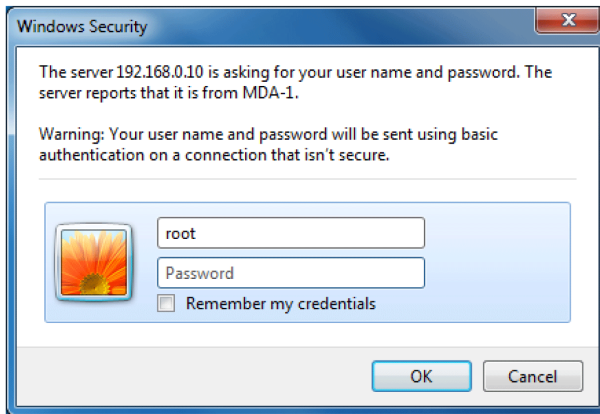 Windows Security
The server 192.168.0.10 is asking for your user name and password. The
server reports that it is from MDA-1.
Warning: Your user name and password will be sent using basic
authentication on a connection that isn't secure.
root
Password
Remember my credentials
OK
Cancel